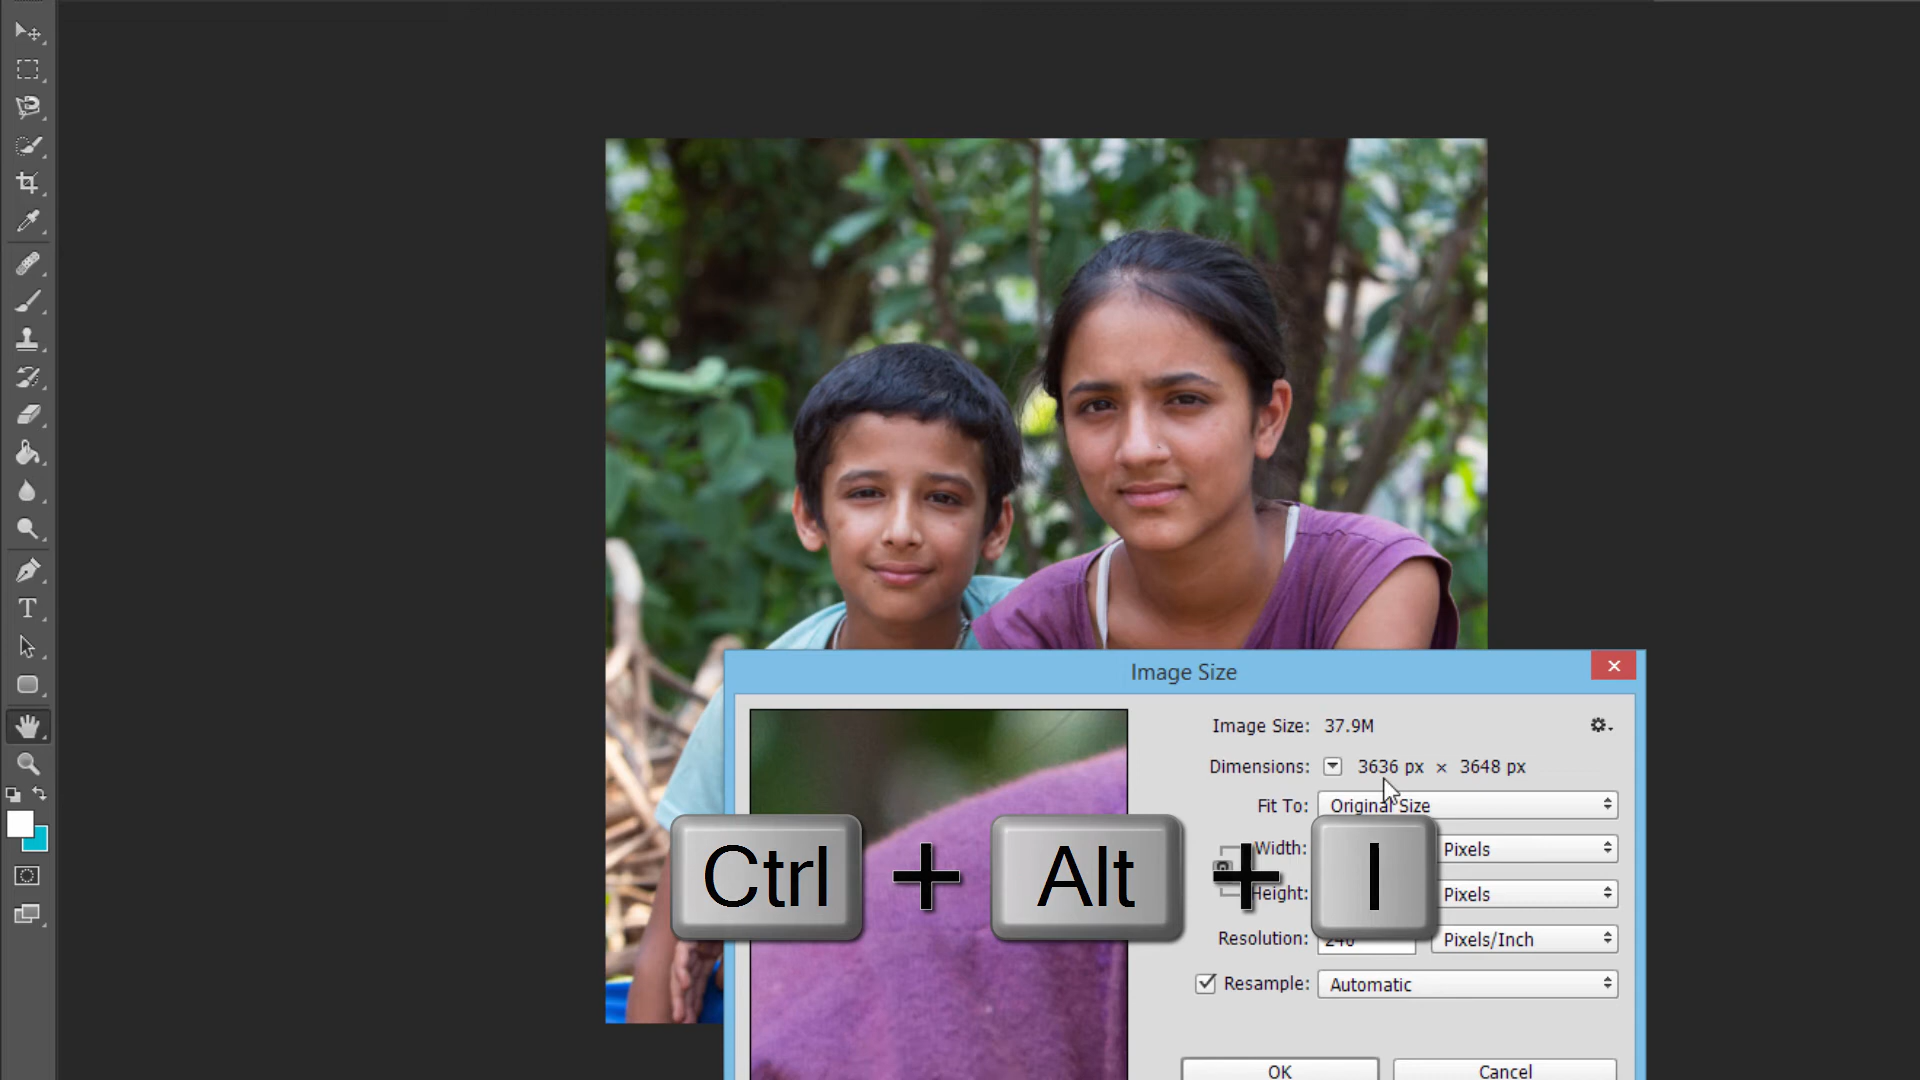 Image Size
Image Size: 37.9M
Dimensions: 3636 px × 3648 px
Fit To: Original Size
Width: Pixels
Ctrl + Alt + I
Height: Pixels
Resolution: 240 Pixels/Inch
Resample: Automatic
OK Cancel
T